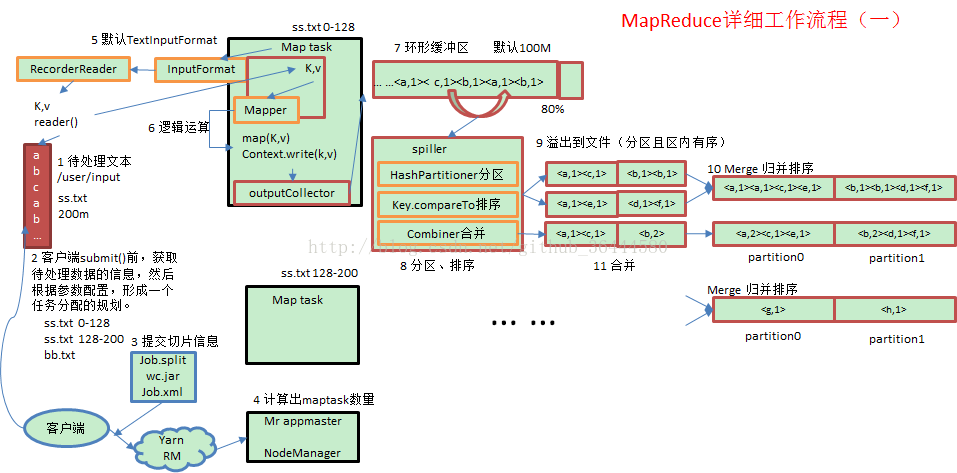 MapReduce详细工作流程（一）
ss.txt 0-128
5 默认TextInputFormat
Map task
7 环形缓冲区
默认100M
RecorderReader
InputFormat
K,v
... ...<a,1>< c,1><b,1><a,1><b,1>
80%
K,v
reader()
Mapper
6 逻辑运算
map(K,v)
Context.write(k,v)
outputCollector
a
b
c
a
b
...
1 待处理文本
/user/input
ss.txt
200m
spiller
HashPartitioner分区
Key.compareTo排序
Combiner合并
8 分区、排序
9 溢出到文件（分区且区内有序）
<a,1><c,1>
<b,1><b,1>
<a,1><e,1>
<d,1><f,1>
<a,1><c,1>
<b,2>
11 合并
10 Merge 归并排序
<a,1><a,1><c,1><e,1>
<b,1><b,1><d,1><f,1>
<a,2><c,1><e,1>
<b,2><d,1><f,1>
partition0
partition1
2 客户端submit()前，获取
待处理数据的信息，然后
根据参数配置，形成一个
任务分配的规划。
ss.txt 0-128
ss.txt 128-200
bb.txt
ss.txt 128-200
Map task
... ...
Merge 归并排序
<g,1>
<h,1>
partition0
partition1
3 提交切片信息
Job.split
wc.jar
Job.xml
客户端
Yarn
RM
4 计算出maptask数量
Mr appmaster
NodeManager